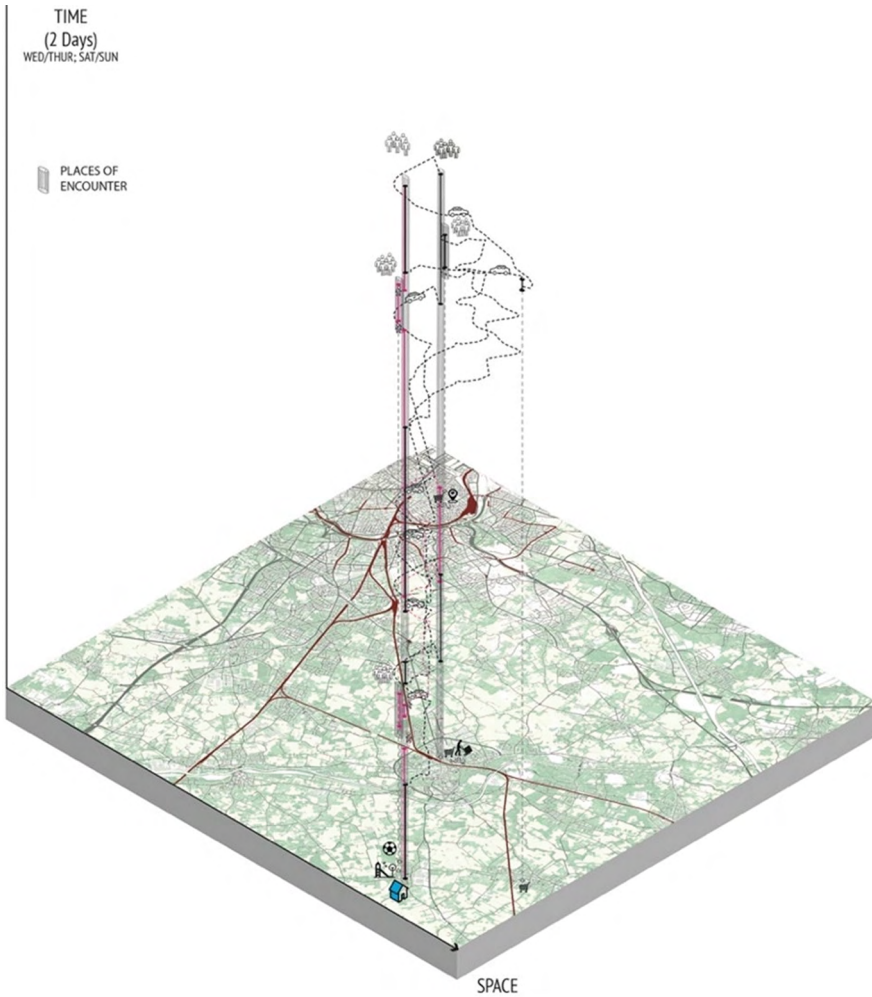 TIME
(2 Days)
WED/THUR; SAT/SUN
PLACES OF
ENCOUNTER
SPACE